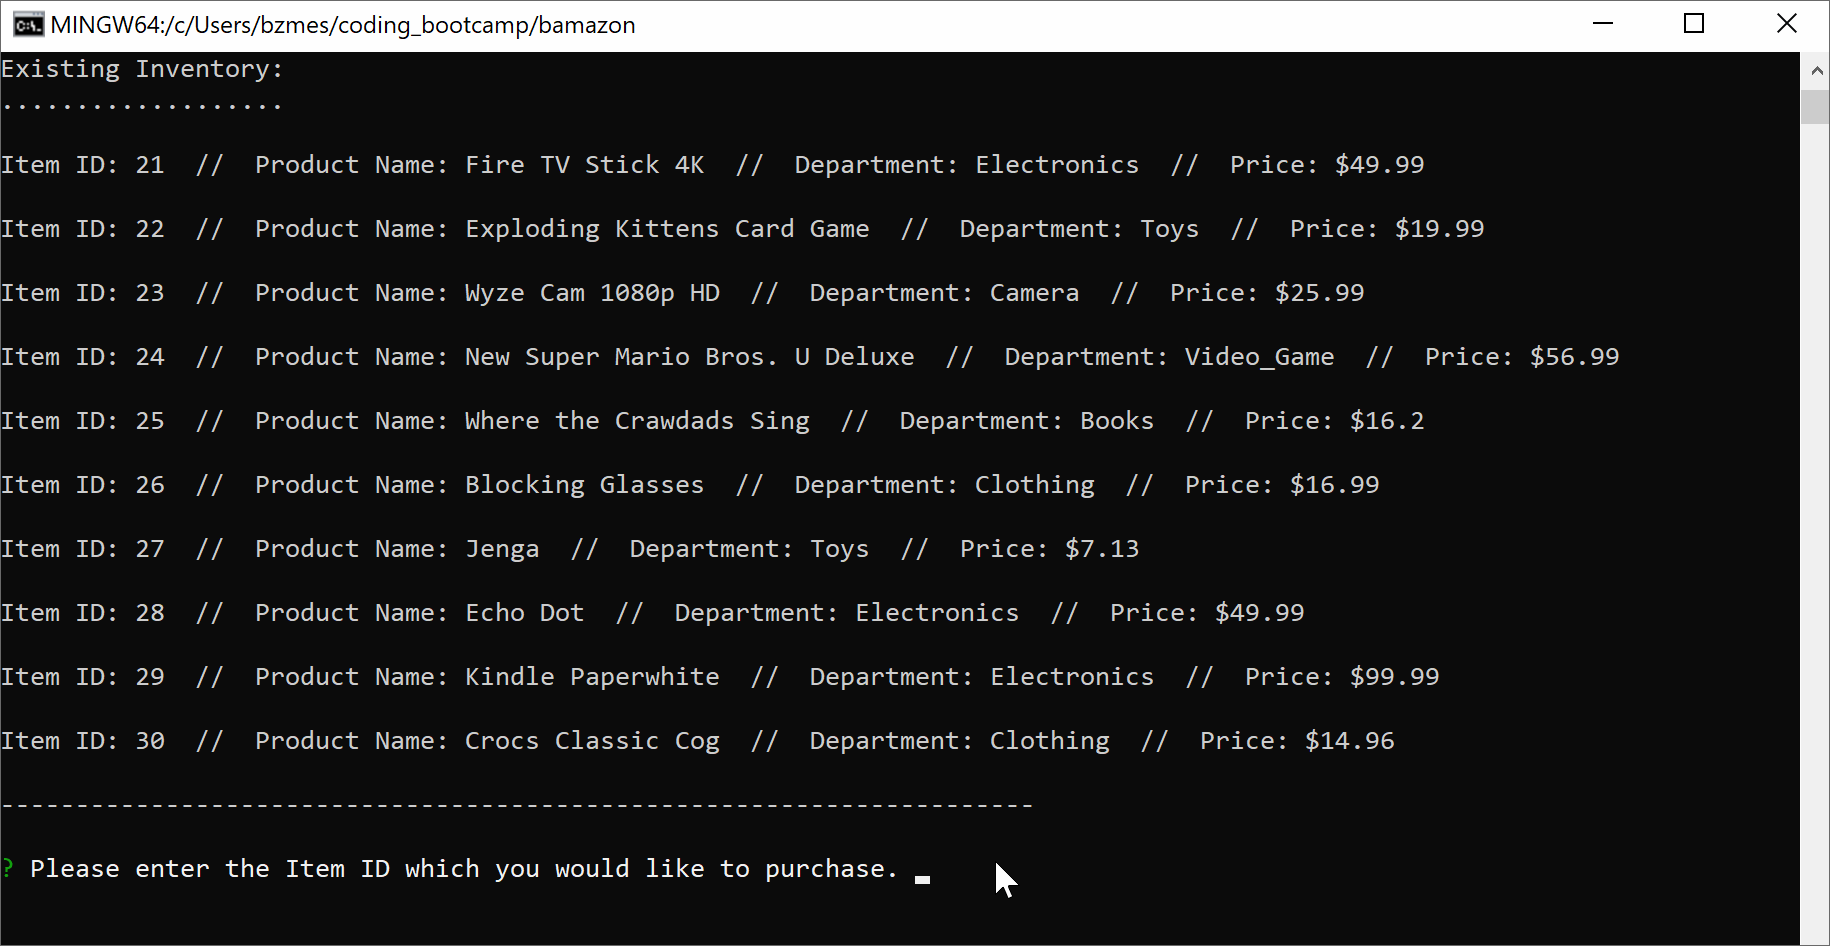 MINGW64:/c/Users/bzmes/coding_bootcamp/bamazon
Existing Inventory:
...................
Item ID: 21  //  Product Name: Fire TV Stick 4K  //  Department: Electronics  //  Price: $49.99
Item ID: 22  //  Product Name: Exploding Kittens Card Game  //  Department: Toys  //  Price: $19.99
Item ID: 23  //  Product Name: Wyze Cam 1080p HD  //  Department: Camera  //  Price: $25.99
Item ID: 24  //  Product Name: New Super Mario Bros. U Deluxe  //  Department: Video_Game  //  Price: $56.99
Item ID: 25  //  Product Name: Where the Crawdads Sing  //  Department: Books  //  Price: $16.2
Item ID: 26  //  Product Name: Blocking Glasses  //  Department: Clothing  //  Price: $16.99
Item ID: 27  //  Product Name: Jenga  //  Department: Toys  //  Price: $7.13
Item ID: 28  //  Product Name: Echo Dot  //  Department: Electronics  //  Price: $49.99
Item ID: 29  //  Product Name: Kindle Paperwhite  //  Department: Electronics  //  Price: $99.99
Item ID: 30  //  Product Name: Crocs Classic Cog  //  Department: Clothing  //  Price: $14.96
---------------------------------------------------------------------
? Please enter the Item ID which you would like to purchase.